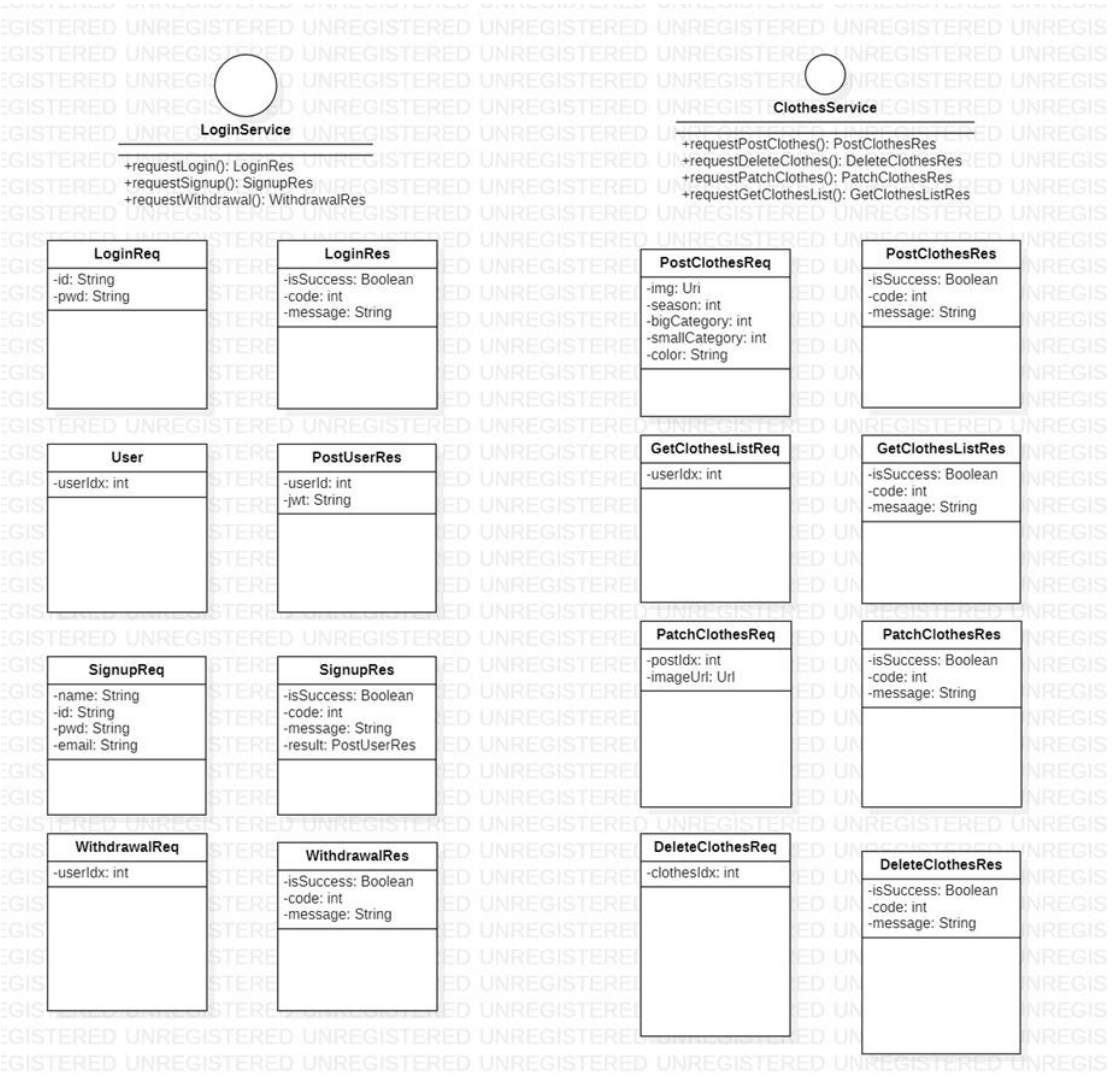 LoginService
+requestLogin(): LoginRes
+requestSignup(): SignupRes
+requestWithdrawal(): WithdrawalRes
ClothesService
+requestPostClothes(): PostClothesRes
+requestDeleteClothes(): DeleteClothesRes
+requestPatchClothes(): PatchClothesRes
+requestGetClothesList(): GetClothesListRes
LoginReq
-id: String
-pwd: String
LoginRes
-isSuccess: Boolean
-code: int
-message: String
PostClothesReq
-img: Uri
-season: int
-bigCategory: int
-smallCategory: int
-color: String
PostClothesRes
-isSuccess: Boolean
-code: int
-message: String
User
-userIdx: int
PostUserRes
-userId: int
-jwt: String
GetClothesListReq
-userIdx: int
GetClothesListRes
-isSuccess: Boolean
-code: int
-mesaage: String
SignupReq
-name: String
-id: String
-pwd: String
-email: String
SignupRes
-isSuccess: Boolean
-code: int
-message: String
-result: PostUserRes
PatchClothesReq
-postIdx: int
-imageUrl: Url
PatchClothesRes
-isSuccess: Boolean
-code: int
-message: String
WithdrawalReq
-userIdx: int
WithdrawalRes
-isSuccess: Boolean
-code: int
-message: String
DeleteClothesReq
-clothesIdx: int
DeleteClothesRes
-isSuccess: Boolean
-code: int
-message: String
UNREGISTERED